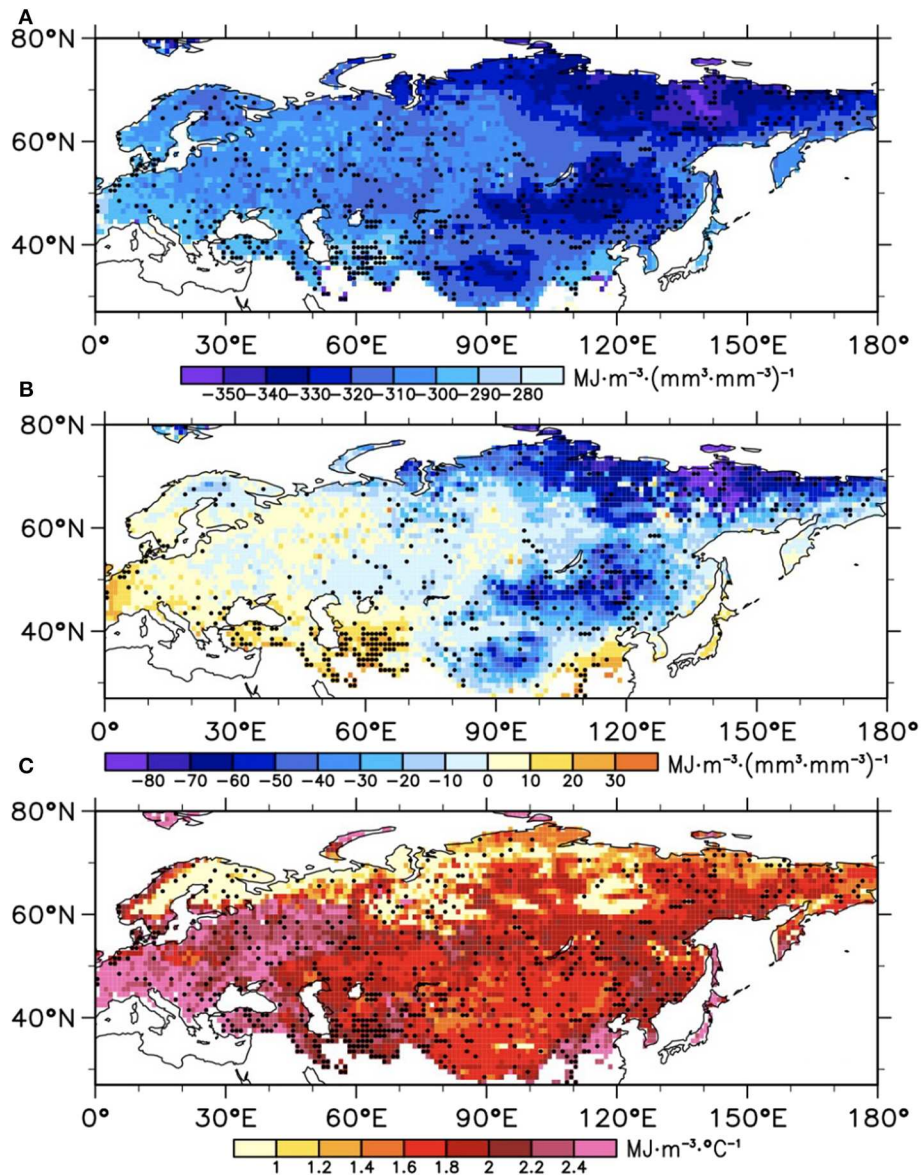 A
80°N
60°N
40°N
0° 30°E 60°E 90°E 120°E 150°E 180°
−350−340−330−320−310−300−290−280 MJ·m⁻³·(mm³·mm⁻³)⁻¹
B
80°N
60°N
40°N
0° 30°E 60°E 90°E 120°E 150°E 180°
−80 −70 −60 −50 −40 −30 −20 −10 0 10 20 30 MJ·m⁻³·(mm³·mm⁻³)⁻¹
C
80°N
60°N
40°N
0° 30°E 60°E 90°E 120°E 150°E 180°
1 1.2 1.4 1.6 1.8 2 2.2 2.4 MJ·m⁻³·°C⁻¹